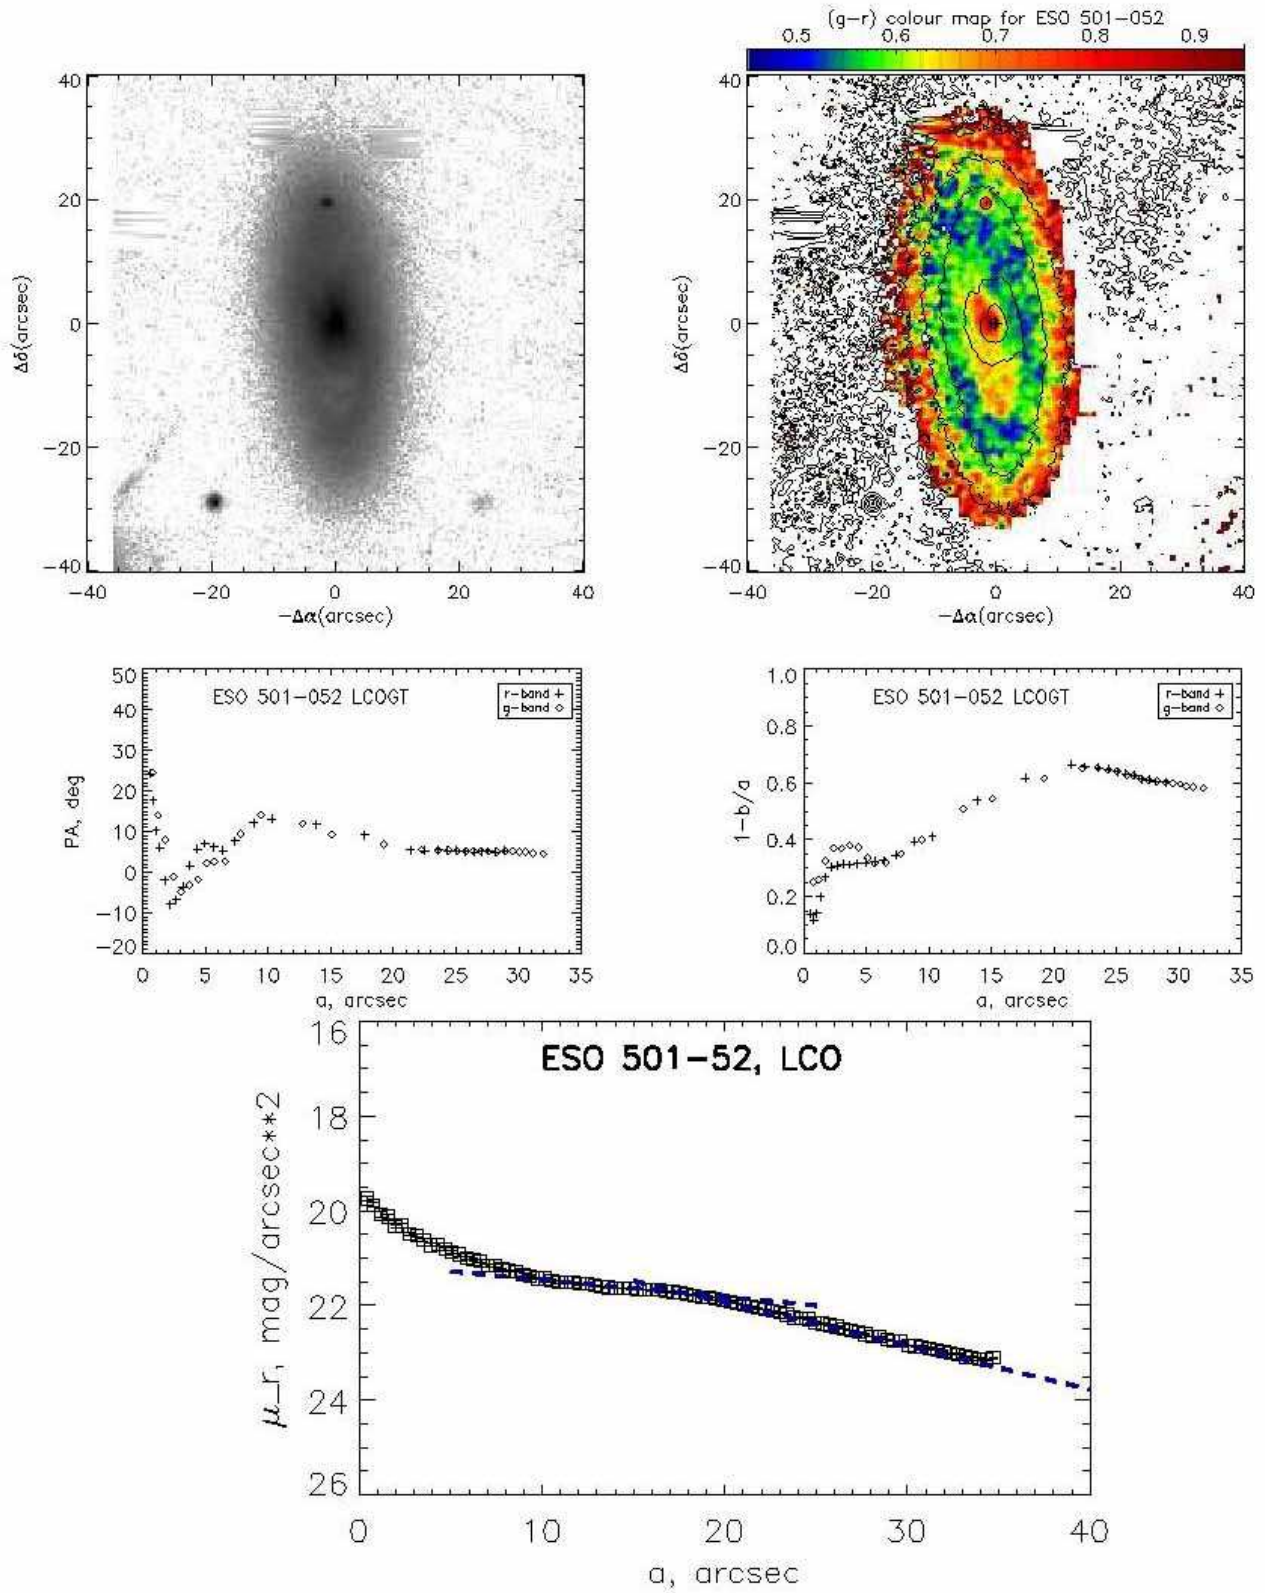 (g-r) colour map for ESO 501-052
0.5 0.6 0.7 0.8 0.9
40
20
0
-20
-40
Δδ(arcsec)
-40 -20 0 20 40
-Δα(arcsec)
40
20
0
-20
-40
Δδ(arcsec)
-40 -20 0 20 40
-Δα(arcsec)
ESO 501-052 LCOGT
r-band +
g-band ◇
50
40
30
20
10
0
-10
-20
PA, deg
0 5 10 15 20 25 30 35
a, arcsec
ESO 501-052 LCOGT
r-band +
g-band ◇
1.0
0.8
0.6
0.4
0.2
0.0
1-b/a
0 5 10 15 20 25 30 35
a, arcsec
ESO 501-52, LCO
16
18
20
22
24
26
μ_r, mag/arcsec**2
0 10 20 30 40
a, arcsec